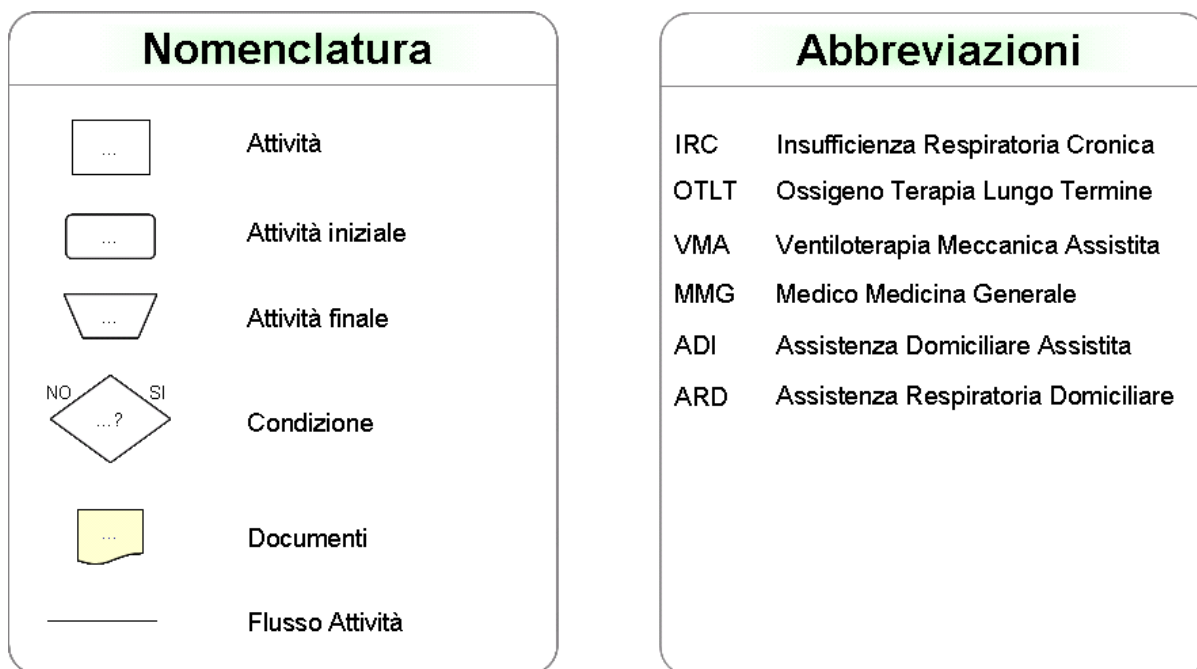 Nomenclatura
...
Attività
...
Attività iniziale
...
Attività finale
NO
SI
...?
Condizione
...
Documenti
Flusso Attività
Abbreviazioni
IRC Insufficienza Respiratoria Cronica
OTLT Ossigeno Terapia Lungo Termine
VMA Ventiloterapia Meccanica Assistita
MMG Medico Medicina Generale
ADI Assistenza Domiciliare Assistita
ARD Assistenza Respiratoria Domiciliare